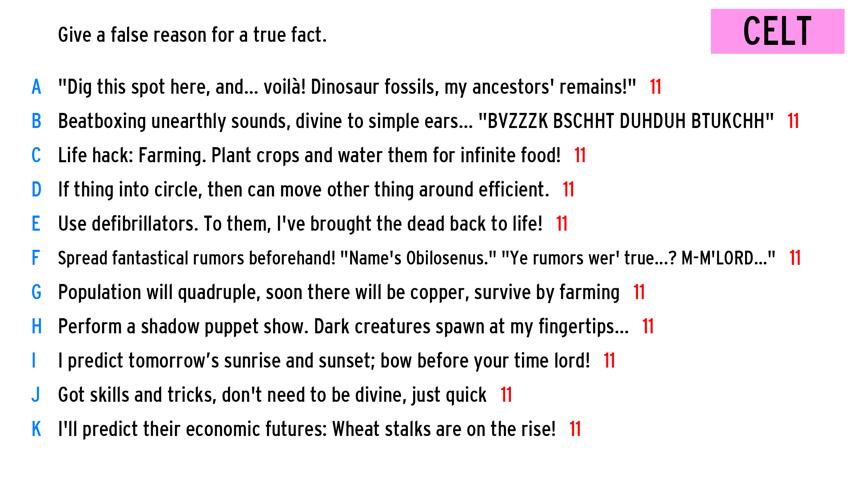 Give a false reason for a true fact.
CELT
A "Dig this spot here, and... voilà! Dinosaur fossils, my ancestors' remains!" 11
B Beatboxing unearthly sounds, divine to simple ears... "BVZZZK BSCHHT DUHDUH BTUKCHH" 11
C Life hack: Farming. Plant crops and water them for infinite food! 11
D If thing into circle, then can move other thing around efficient. 11
E Use defibrillators. To them, I've brought the dead back to life! 11
F Spread fantastical rumors beforehand! "Name's Obilosenus." "Ye rumors wer' true...? M-M'LORD..." 11
G Population will quadruple, soon there will be copper, survive by farming 11
H Perform a shadow puppet show. Dark creatures spawn at my fingertips... 11
I I predict tomorrow’s sunrise and sunset; bow before your time lord! 11
J Got skills and tricks, don't need to be divine, just quick 11
K I'll predict their economic futures: Wheat stalks are on the rise! 11